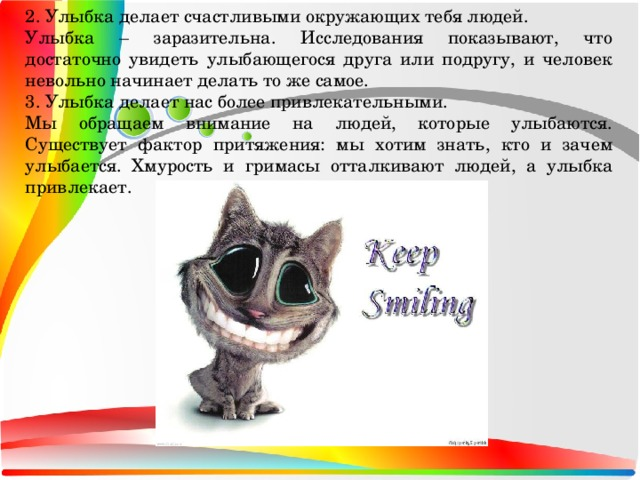 2. Улыбка делает счастливыми окружающих тебя людей.
Улыбка – заразительна. Исследования показывают, что
достаточно увидеть улыбающегося друга или подругу, и человек
невольно начинает делать то же самое.
3. Улыбка делает нас более привлекательными.
Мы обращаем внимание на людей, которые улыбаются.
Существует фактор притяжения: мы хотим знать, кто и зачем
улыбается. Хмурость и гримасы отталкивают людей, а улыбка
привлекает.
Keep
Smiling